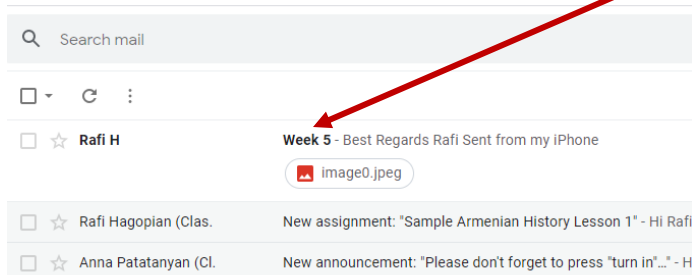 Search mail
Rafi H Week 5 - Best Regards Rafi Sent from my iPhone
image0.jpeg
Rafi Hagopian (Clas. New assignment: "Sample Armenian History Lesson 1" - Hi Rafi
Anna Patatanyan (Cl. New announcement: "Please don't forget to press "turn in"..." - H